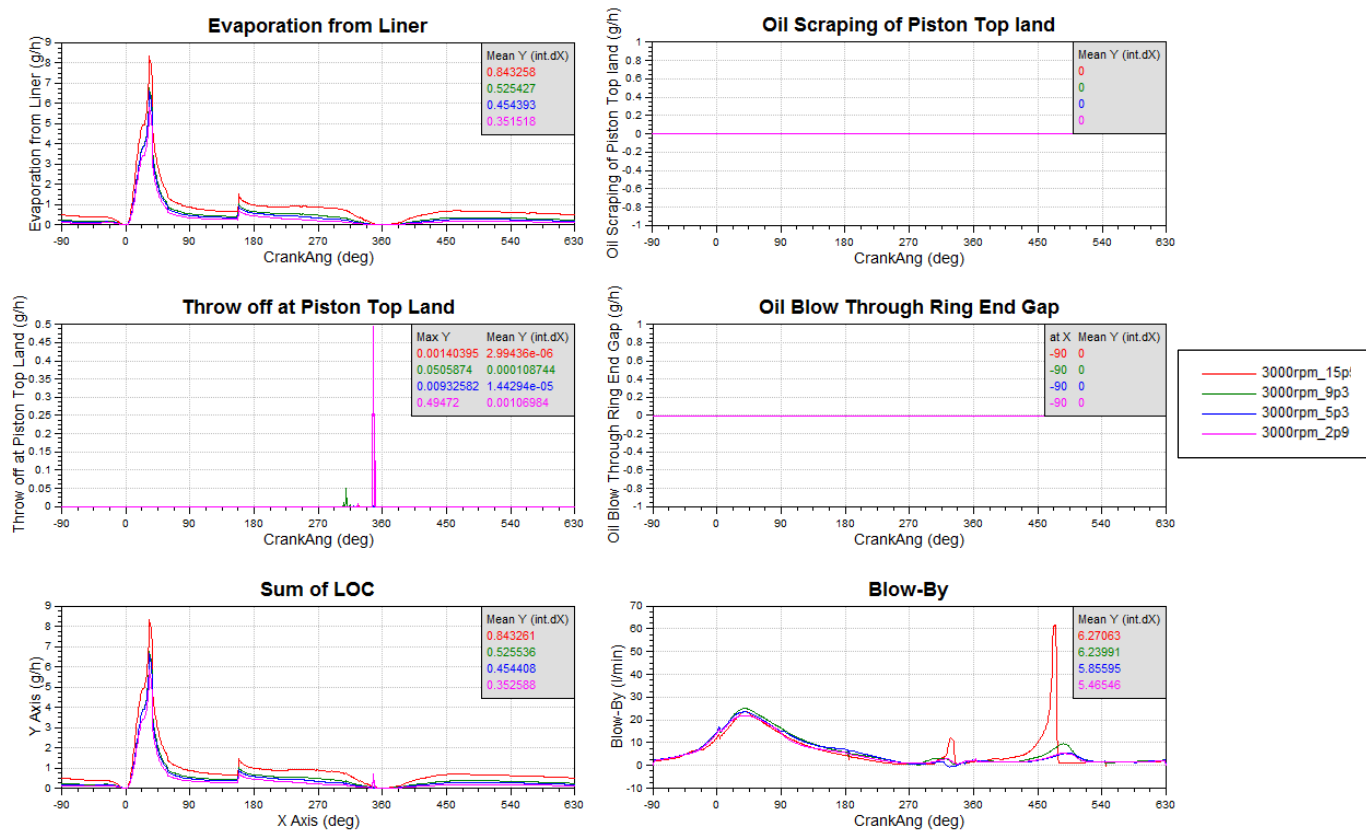 Evaporation from Liner
Evaporation from Liner (g/h)
9
8
7
6
5
4
3
2
1
0
-90 0 90 180 270 360 450 540 630
CrankAng (deg)
Mean Y (int.dX)
0.843258
0.525427
0.454393
0.351518
Oil Scraping of Piston Top land
Oil Scraping of Piston Top land (g/h)
1
0.8
0.6
0.4
0.2
0
-0.2
-0.4
-0.6
-0.8
-1
-90 0 90 180 270 360 450 540 630
CrankAng (deg)
Mean Y (int.dX)
0
0
0
0
Throw off at Piston Top Land
Throw off at Piston Top Land (g/h)
0.5
0.45
0.4
0.35
0.3
0.25
0.2
0.15
0.1
0.05
0
-90 0 90 180 270 360 450 540 630
CrankAng (deg)
Max Y Mean Y (int.dX)
0.00140395 2.99436e-06
0.0505874 0.000108744
0.00932582 1.44294e-05
0.49472 0.00106984
Oil Blow Through Ring End Gap
Oil Blow Through Ring End Gap (g/h)
1
0.8
0.6
0.4
0.2
0
-0.2
-0.4
-0.6
-0.8
-1
-90 0 90 180 270 360 450 540 630
CrankAng (deg)
at X Mean Y (int.dX)
-90 0
-90 0
-90 0
-90 0
3000rpm_15p
3000rpm_9p3
3000rpm_5p3
3000rpm_2p9
Sum of LOC
Y Axis (g/h)
9
8
7
6
5
4
3
2
1
0
-90 0 90 180 270 360 450 540 630
X Axis (deg)
Mean Y (int.dX)
0.843261
0.525536
0.454408
0.352588
Blow-By
Blow-By (l/min)
70
60
50
40
30
20
10
0
-10
-90 0 90 180 270 360 450 540 630
CrankAng (deg)
Mean Y (int.dX)
6.27063
6.23991
5.85595
5.46546